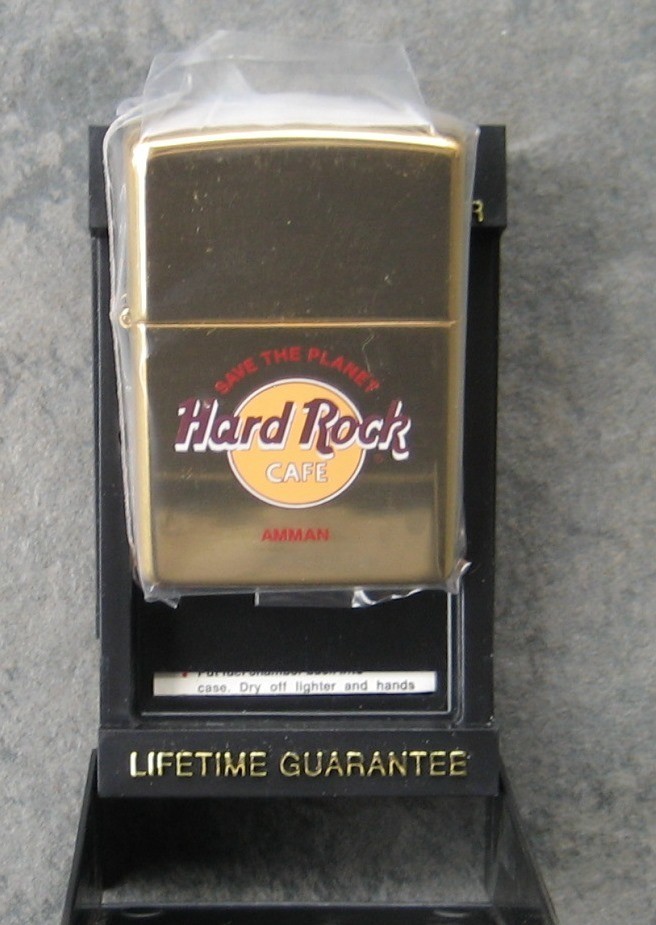 R
SAVE THE PLANET
Hard Rock
CAFE
AMMAN
case. Dry off lighter and hands
LIFETIME GUARANTEE